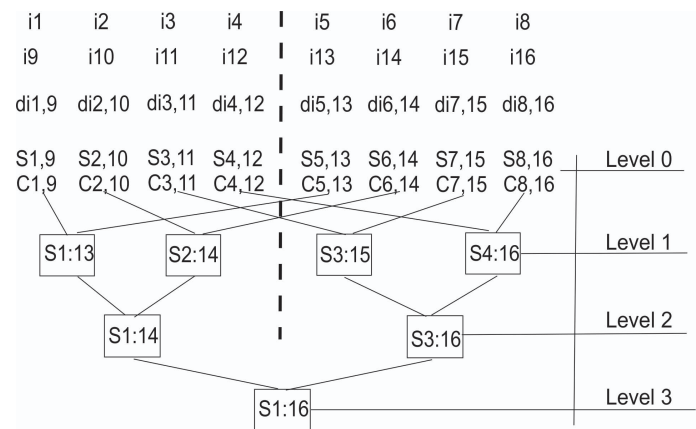 i1 i2 i3 i4 i5 i6 i7 i8
i9 i10 i11 i12 i13 i14 i15 i16
di1,9 di2,10 di3,11 di4,12 di5,13 di6,14 di7,15 di8,16
S1,9 S2,10 S3,11 S4,12 S5,13 S6,14 S7,15 S8,16 Level 0
C1,9 C2,10 C3,11 C4,12 C5,13 C6,14 C7,15 C8,16
S1:13 S2:14 S3:15 S4:16 Level 1
S1:14 S3:16 Level 2
S1:16 Level 3